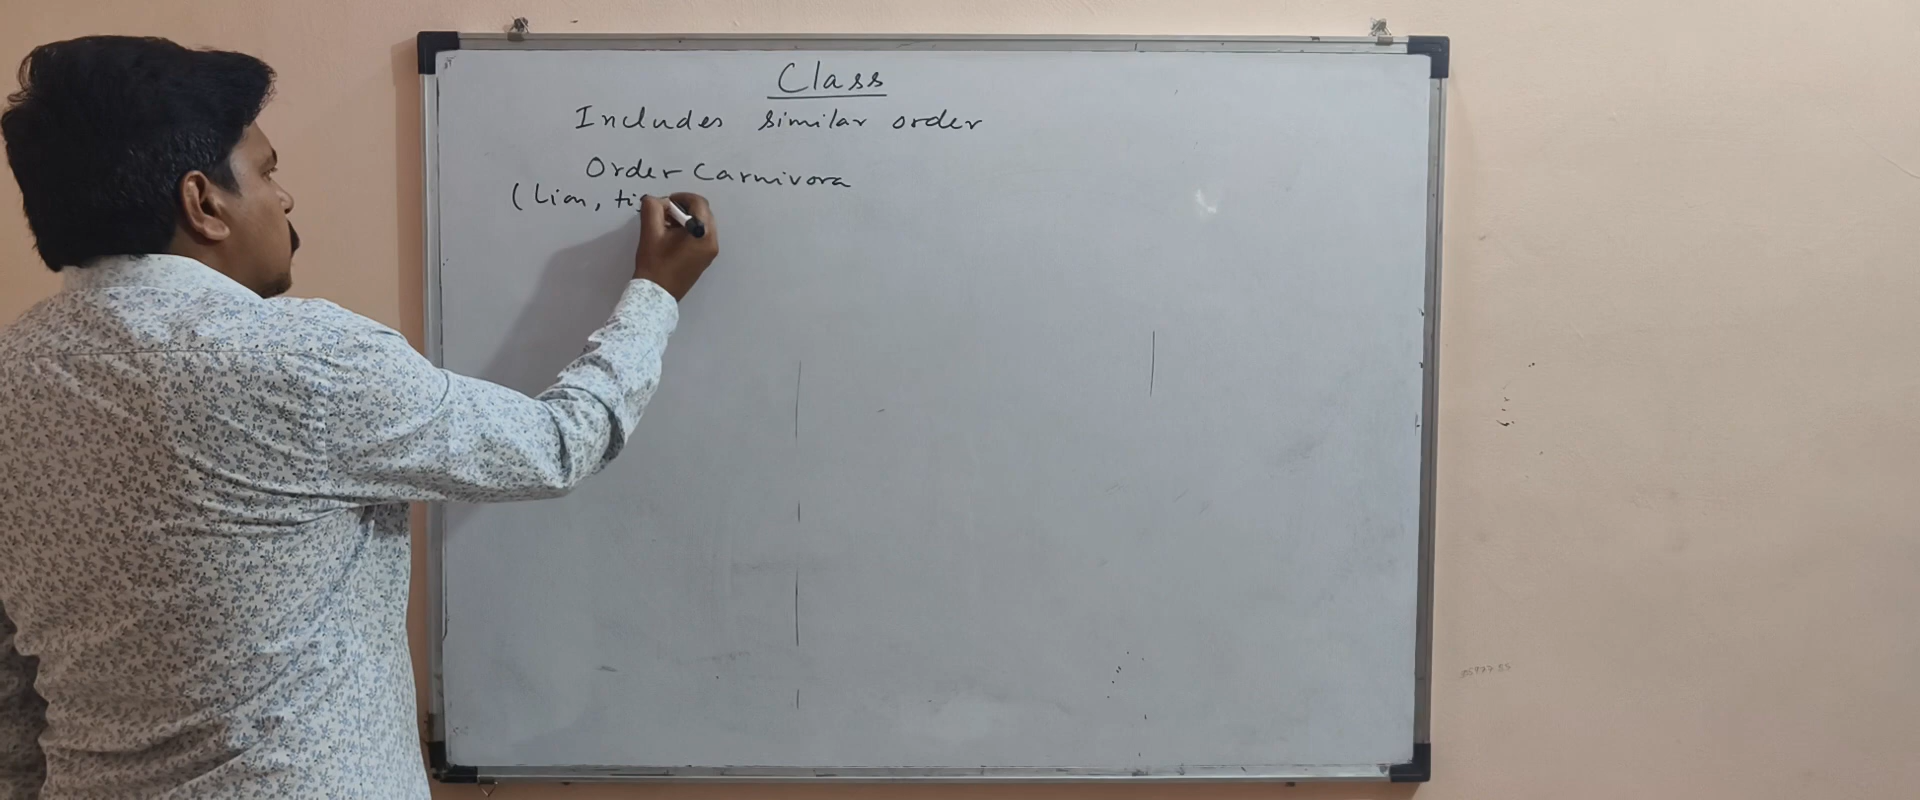 Class
Includes similar order
Order Carnivora
(Lion,